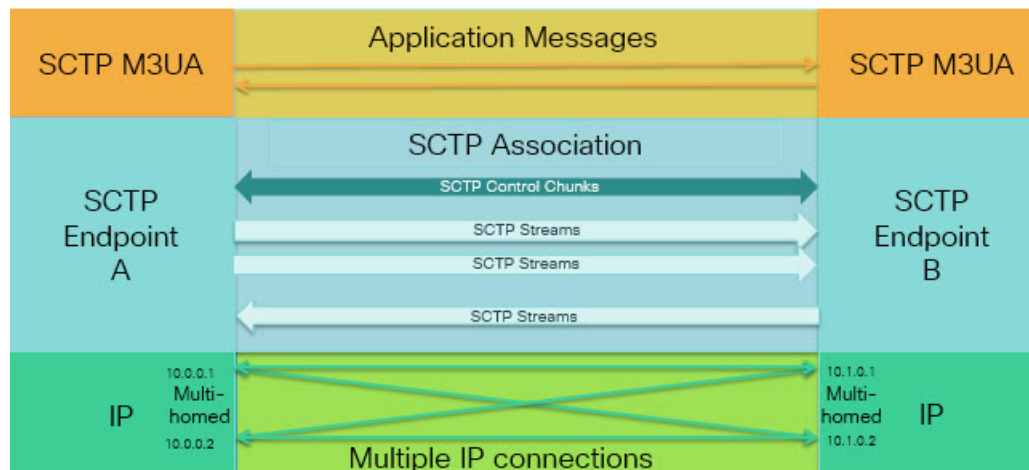 Application Messages
SCTP M3UA
SCTP M3UA
SCTP Association
SCTP Control Chunks
SCTP
Endpoint
A
SCTP Streams
SCTP Streams
SCTP Streams
SCTP
Endpoint
B
10.0.0.1
Multi-
homed
10.0.0.2
IP
10.1.0.1
Multi-
homed
10.1.0.2
IP
Multiple IP connections